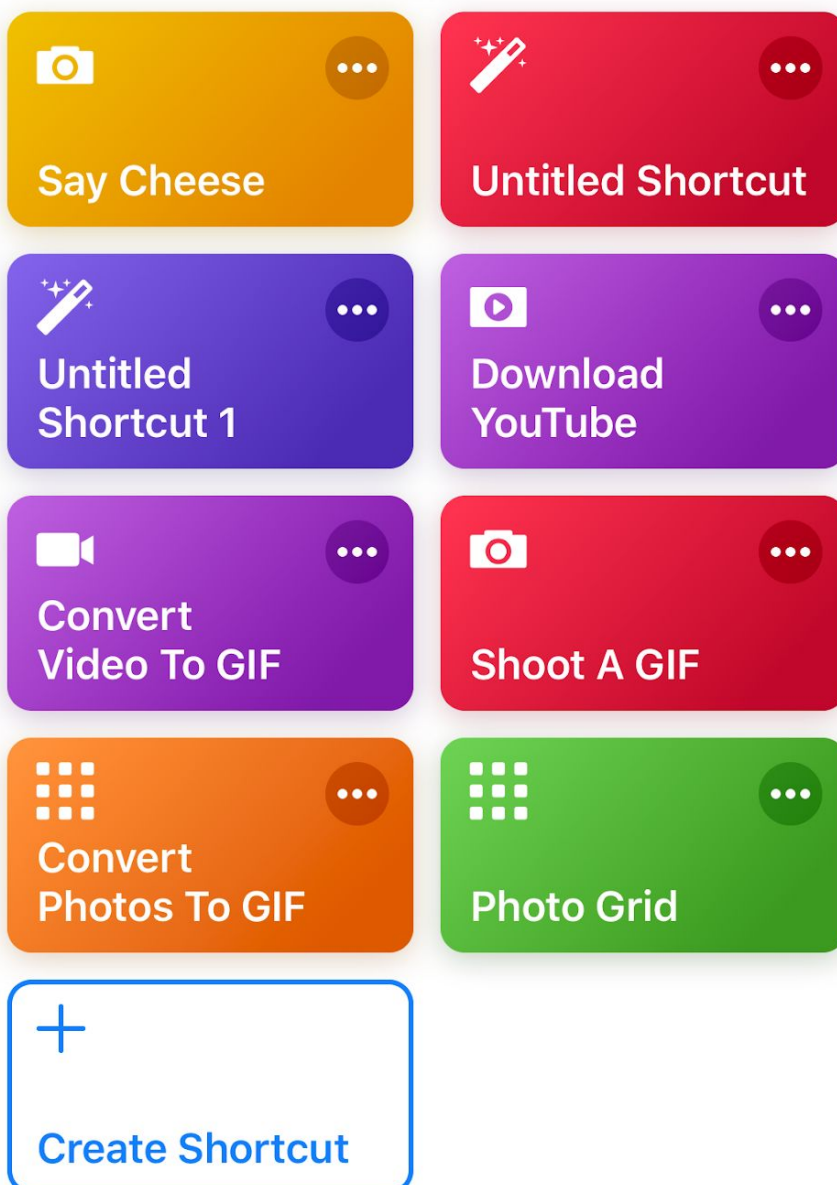 Say Cheese
Untitled Shortcut
Untitled
Shortcut 1
Download
YouTube
Convert
Video To GIF
Shoot A GIF
Convert
Photos To GIF
Photo Grid
Create Shortcut